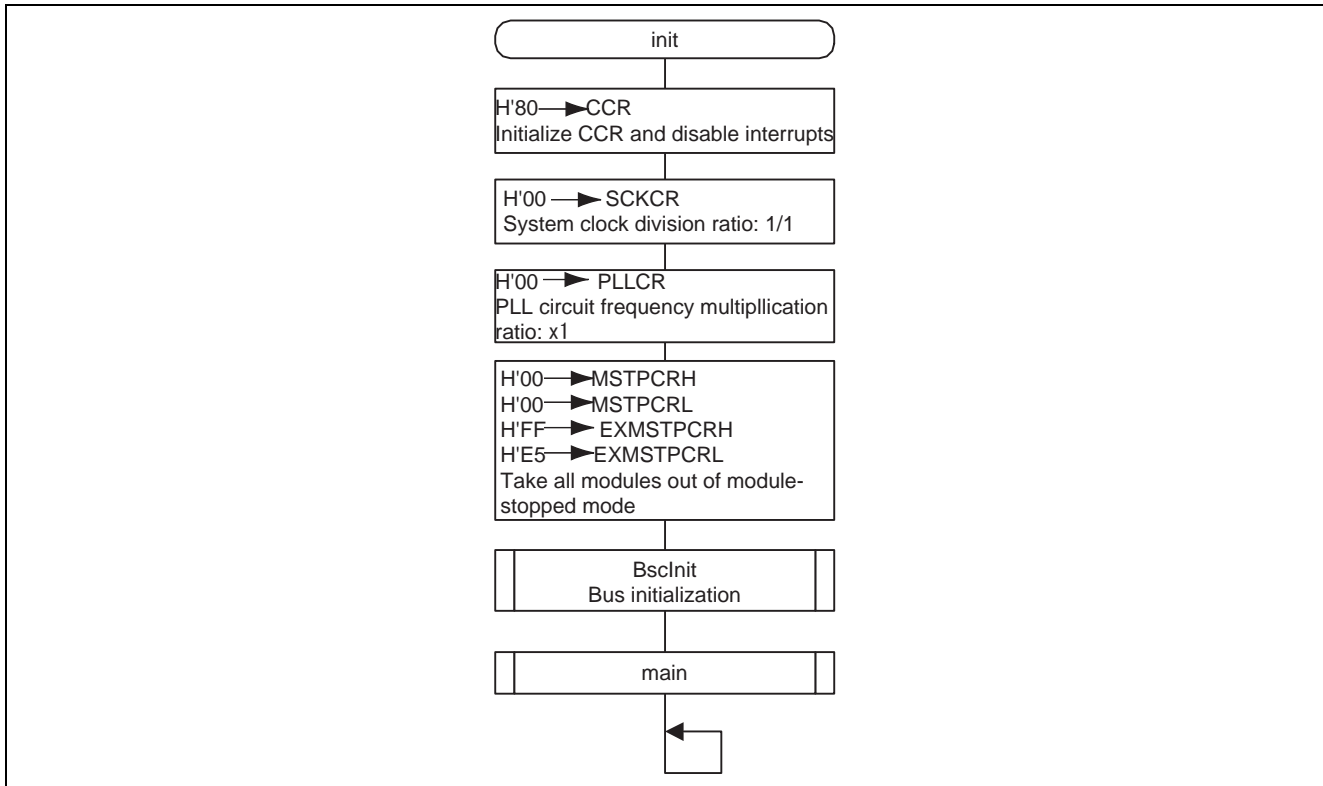 init
H'80 CCR
Initialize CCR and disable interrupts
H'00 SCKCR
System clock division ratio: 1/1
H'00 PLLCR
PLL circuit frequency multipllication
ratio: x1
H'00 MSTPCRH
H'00 MSTPCRL
H'FF EXMSTPCRH
H'E5 EXMSTPCRL
Take all modules out of module-
stopped mode
BscInit
Bus initialization
main